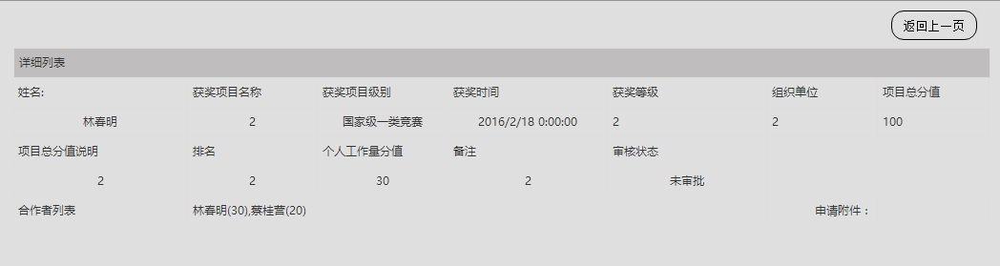 返回上一页
详细列表
姓名: 获奖项目名称 获奖项目级别 获奖时间 获奖等级 组织单位 项目总分值
林春明 2 国家级一类竞赛 2016/2/18 0:00:00 2 2 100
项目总分值说明 排名 个人工作量分值 备注 审核状态
2 2 30 2 未审批
合作者列表 林春明(30),蔡桂营(20) 申请附件：